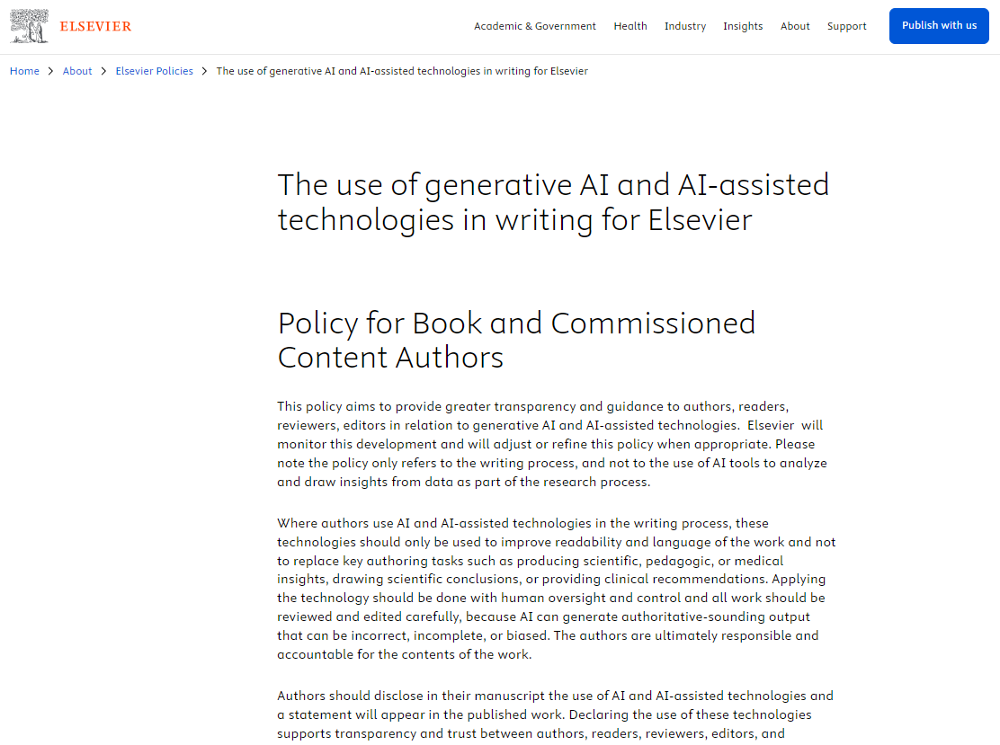 ELSEVIER
Academic & Government Health Industry Insights About Support Publish with us
Home > About > Elsevier Policies > The use of generative AI and AI-assisted technologies in writing for Elsevier
The use of generative AI and AI-assisted
technologies in writing for Elsevier
Policy for Book and Commissioned
Content Authors
This policy aims to provide greater transparency and guidance to authors, readers,
reviewers, editors in relation to generative AI and AI-assisted technologies.  Elsevier  will
monitor this development and will adjust or refine this policy when appropriate. Please
note the policy only refers to the writing process, and not to the use of AI tools to analyze
and draw insights from data as part of the research process.
Where authors use AI and AI-assisted technologies in the writing process, these
technologies should only be used to improve readability and language of the work and not
to replace key authoring tasks such as producing scientific, pedagogic, or medical
insights, drawing scientific conclusions, or providing clinical recommendations. Applying
the technology should be done with human oversight and control and all work should be
reviewed and edited carefully, because AI can generate authoritative-sounding output
that can be incorrect, incomplete, or biased. The authors are ultimately responsible and
accountable for the contents of the work.
Authors should disclose in their manuscript the use of AI and AI-assisted technologies and
a statement will appear in the published work. Declaring the use of these technologies
supports transparency and trust between authors, readers, reviewers, editors, and